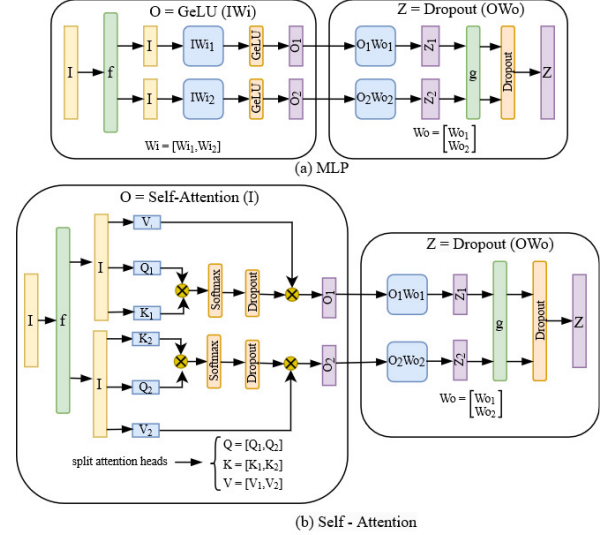 O = GeLU (IWi)
Z = Dropout (OWo)
I
f
I
IWi₁
GeLU
O₁
O₁Wo₁
Z₁
g
Dropout
Z
I
IWi₂
GeLU
O₂
O₂Wo₂
Z₂
Wi = [Wi₁,Wi₂]
Wo = [Wo₁
Wo₂]
(a) MLP
O = Self-Attention (I)
Z = Dropout (OWo)
I
f
I
V₁
Q₁
K₁
Softmax
Dropout
O₁
O₁Wo₁
Z₁
g
Dropout
Z
I
K₂
Q₂
V₂
Softmax
Dropout
O₂
O₂Wo₂
Z₂
Wo = [Wo₁
Wo₂]
split attention heads
Q = [Q₁,Q₂]
K = [K₁,K₂]
V = [V₁,V₂]
(b) Self - Attention